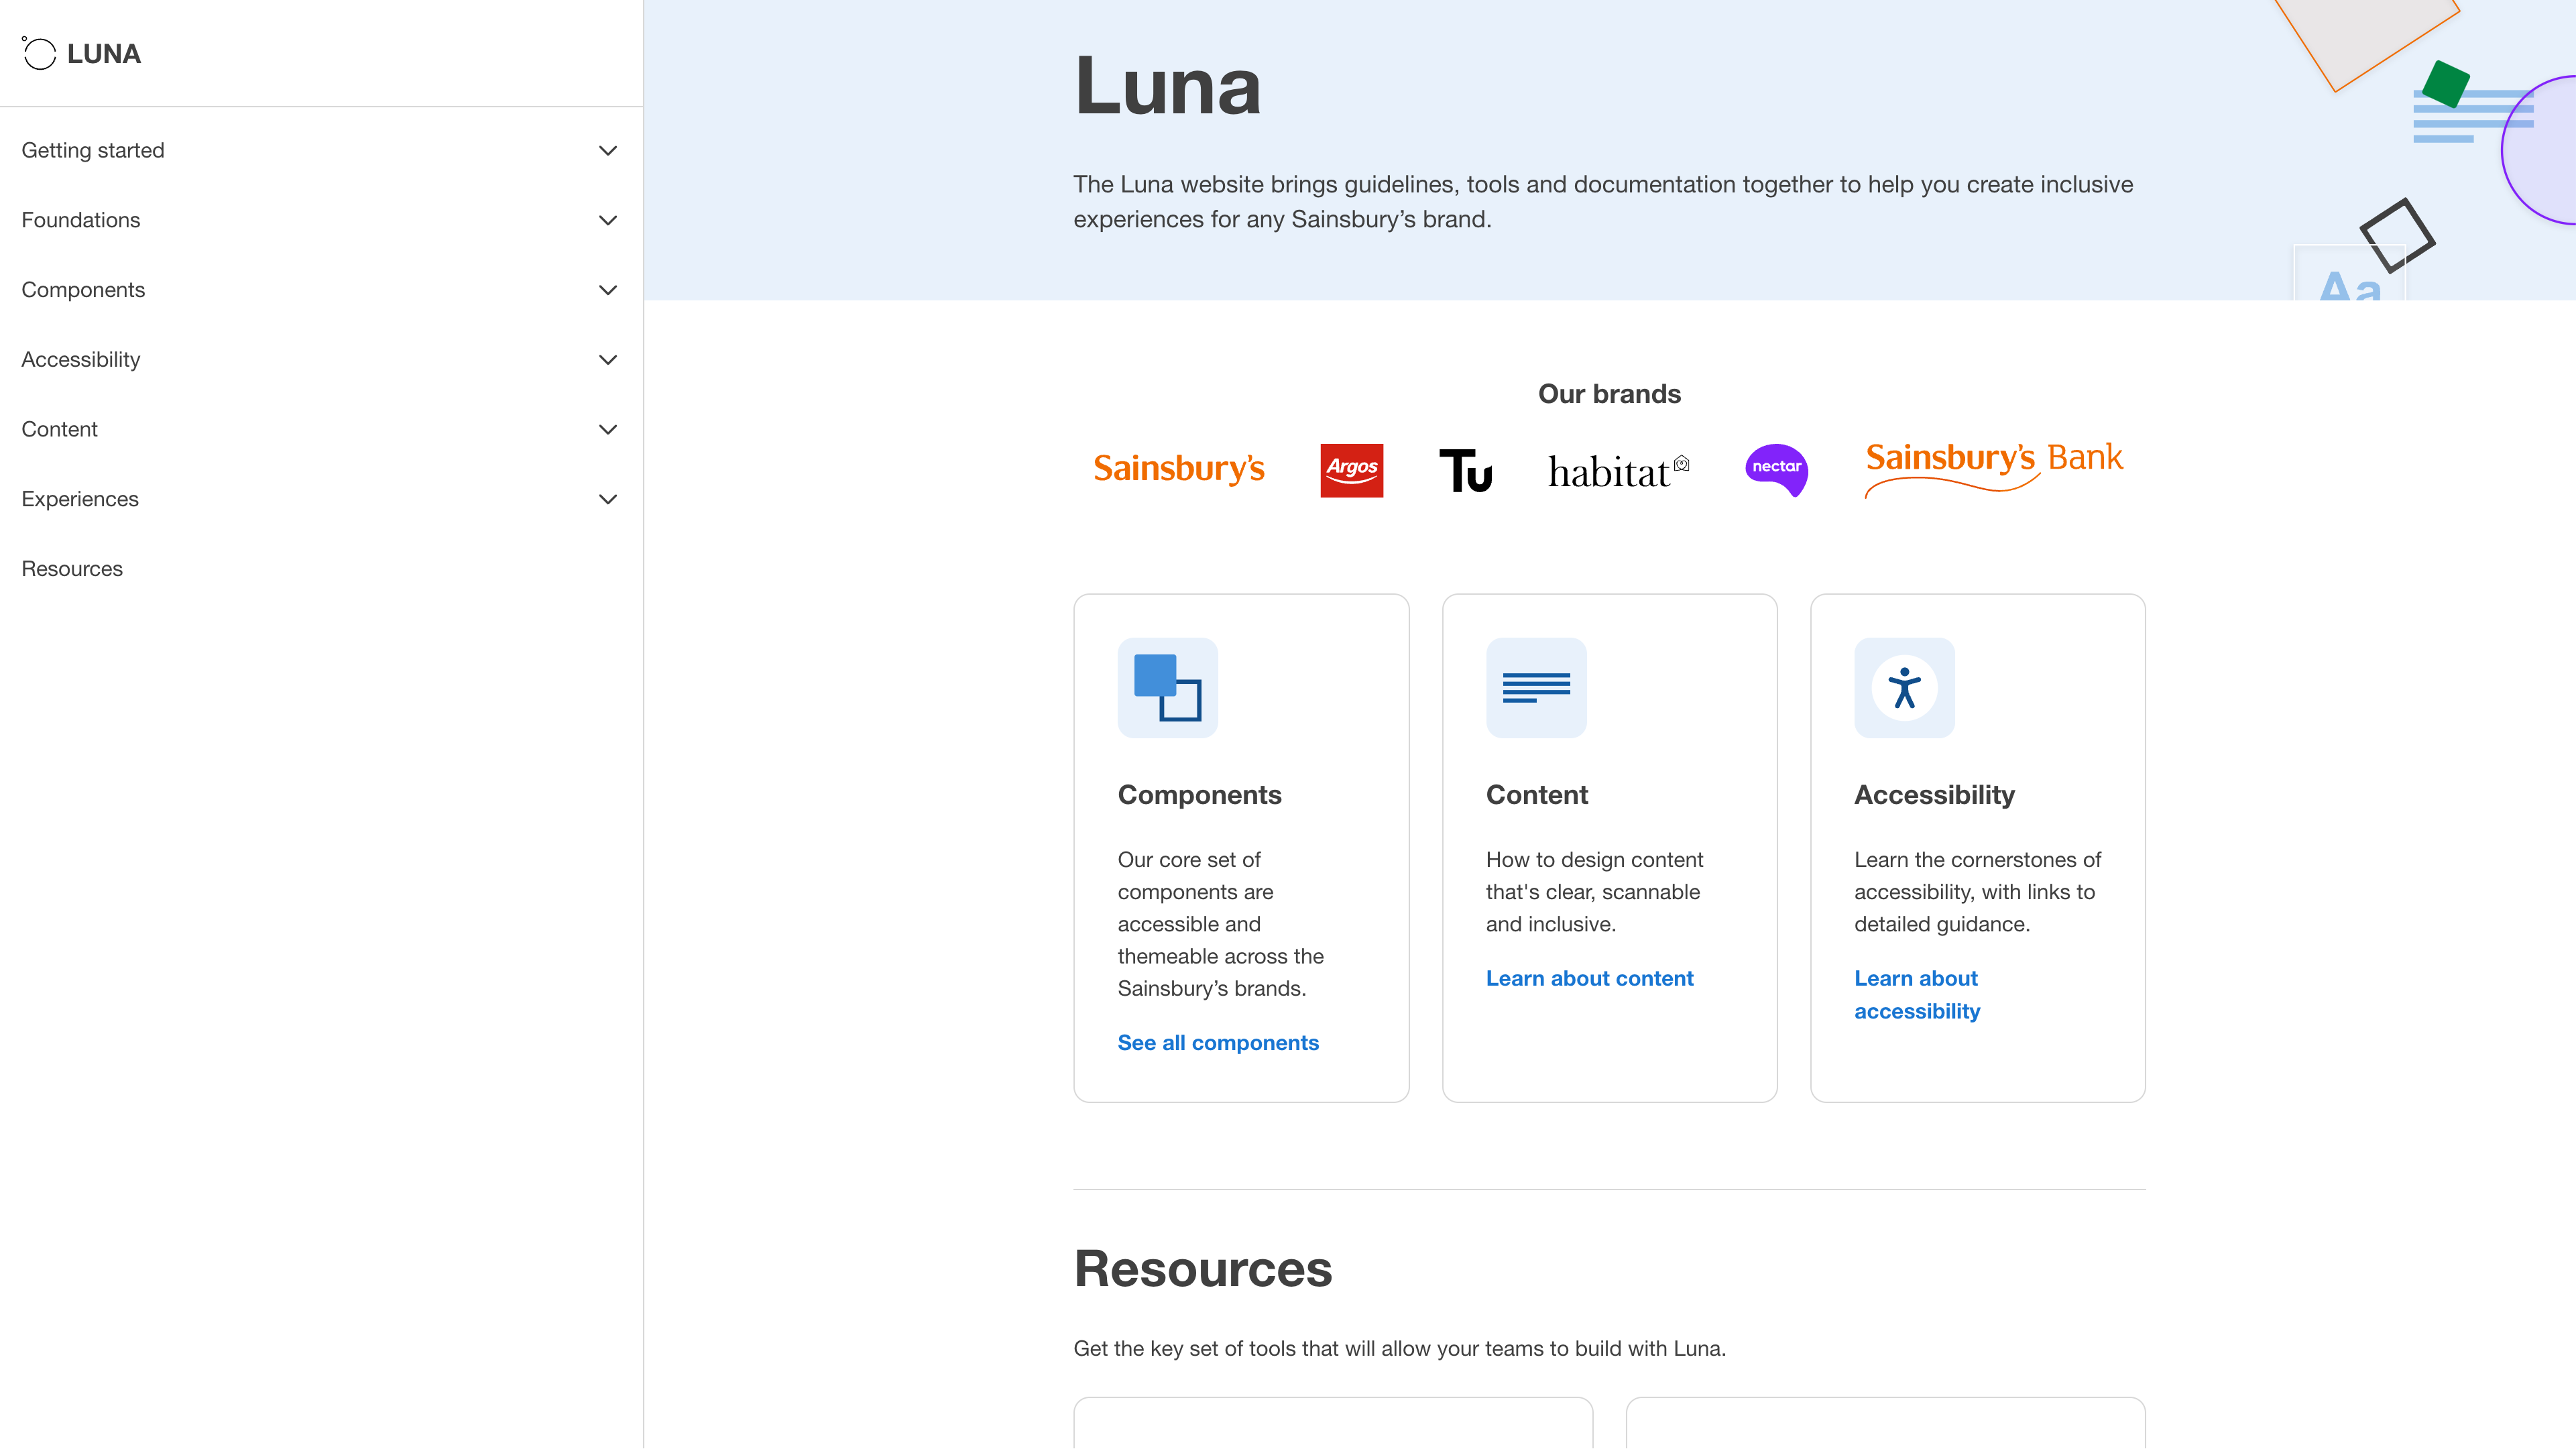 LUNA
Getting started
Foundations
Components
Accessibility
Content
Experiences
Resources
Luna
The Luna website brings guidelines, tools and documentation together to help you create inclusive
experiences for any Sainsbury’s brand.
Aa
Our brands
Sainsbury's
Argos
Tu
habitat
nectar
Sainsbury's Bank
Components
Our core set of
components are
accessible and
themeable across the
Sainsbury’s brands.
See all components
Content
How to design content
that's clear, scannable
and inclusive.
Learn about content
Accessibility
Learn the cornerstones of
accessibility, with links to
detailed guidance.
Learn about
accessibility
Resources
Get the key set of tools that will allow your teams to build with Luna.